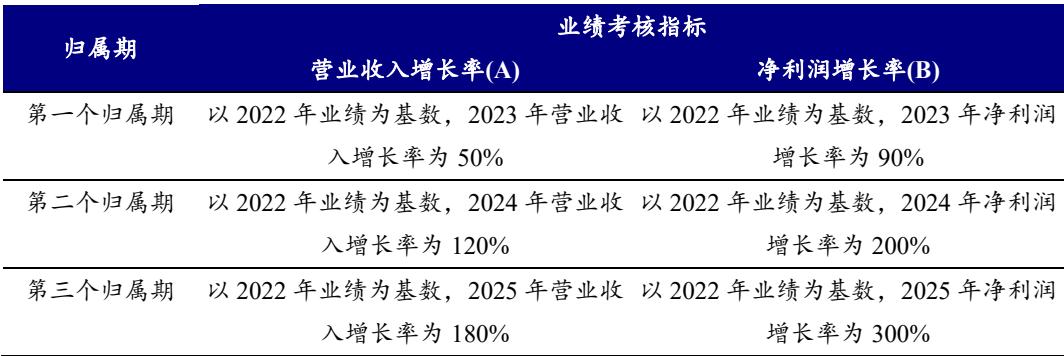 归属期 业绩考核指标
营业收入增长率(A) 净利润增长率(B)
第一个归属期 以 2022 年业绩为基数，2023 年营业收 以 2022 年业绩为基数，2023 年净利润
入增长率为 50% 增长率为 90%
第二个归属期 以 2022 年业绩为基数，2024 年营业收 以 2022 年业绩为基数，2024 年净利润
入增长率为 120% 增长率为 200%
第三个归属期 以 2022 年业绩为基数，2025 年营业收 以 2022 年业绩为基数，2025 年净利润
入增长率为 180% 增长率为 300%